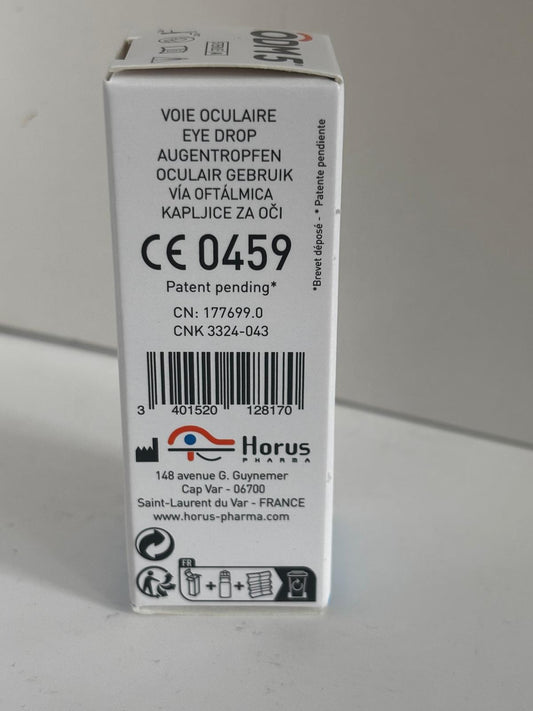 ODM5
VOIE OCULAIRE
EYE DROP
AUGENTROPFEN
OCULAIR GEBRUIK
VÍA OFTÁLMICA
KAPLJICE ZA OČI
*Brevet déposé - * Patente pendiente
CE 0459
Patent pending*
CN: 177699.0
CNK 3324-043
3 401520 128170
Horus
PHARMA
148 avenue G. Guynemer
Cap Var - 06700
Saint-Laurent du Var - FRANCE
www.horus-pharma.com
FR
+ +